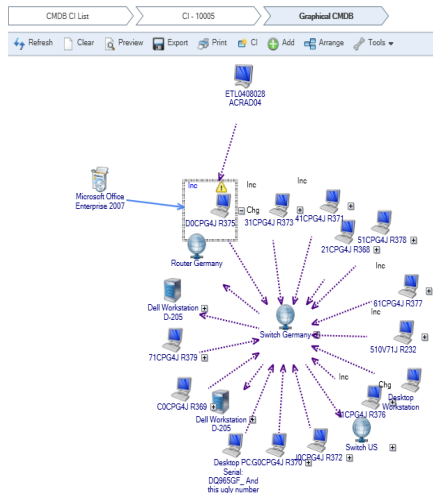 CMDB CI List
CI - 10005
Graphical CMDB
Refresh Clear Preview Export Print CI Add Arrange Tools
ETL0408028
ACRAD04
Microsoft Office
Enterprise 2007
Inc
Inc
Inc
Chg
D0CPG4J R375
31CPG4J R373
41CPG4J R371
21CPG4J R368
51CPG4J R378
Router Germany
Inc
61CPG4J R377
Inc
Dell Workstation
D-205
Switch Germany
510V71J R232
71CPG4J R379
Inc
Chg
Desktop
Workstation
C0CPG4J R369
Dell Workstation
D-205
1CPG4J R376
Switch US
Desktop PC:
Serial:
DQ965GF_ And
this ugly number
G0CPG4J R370
J0CPG4J R372